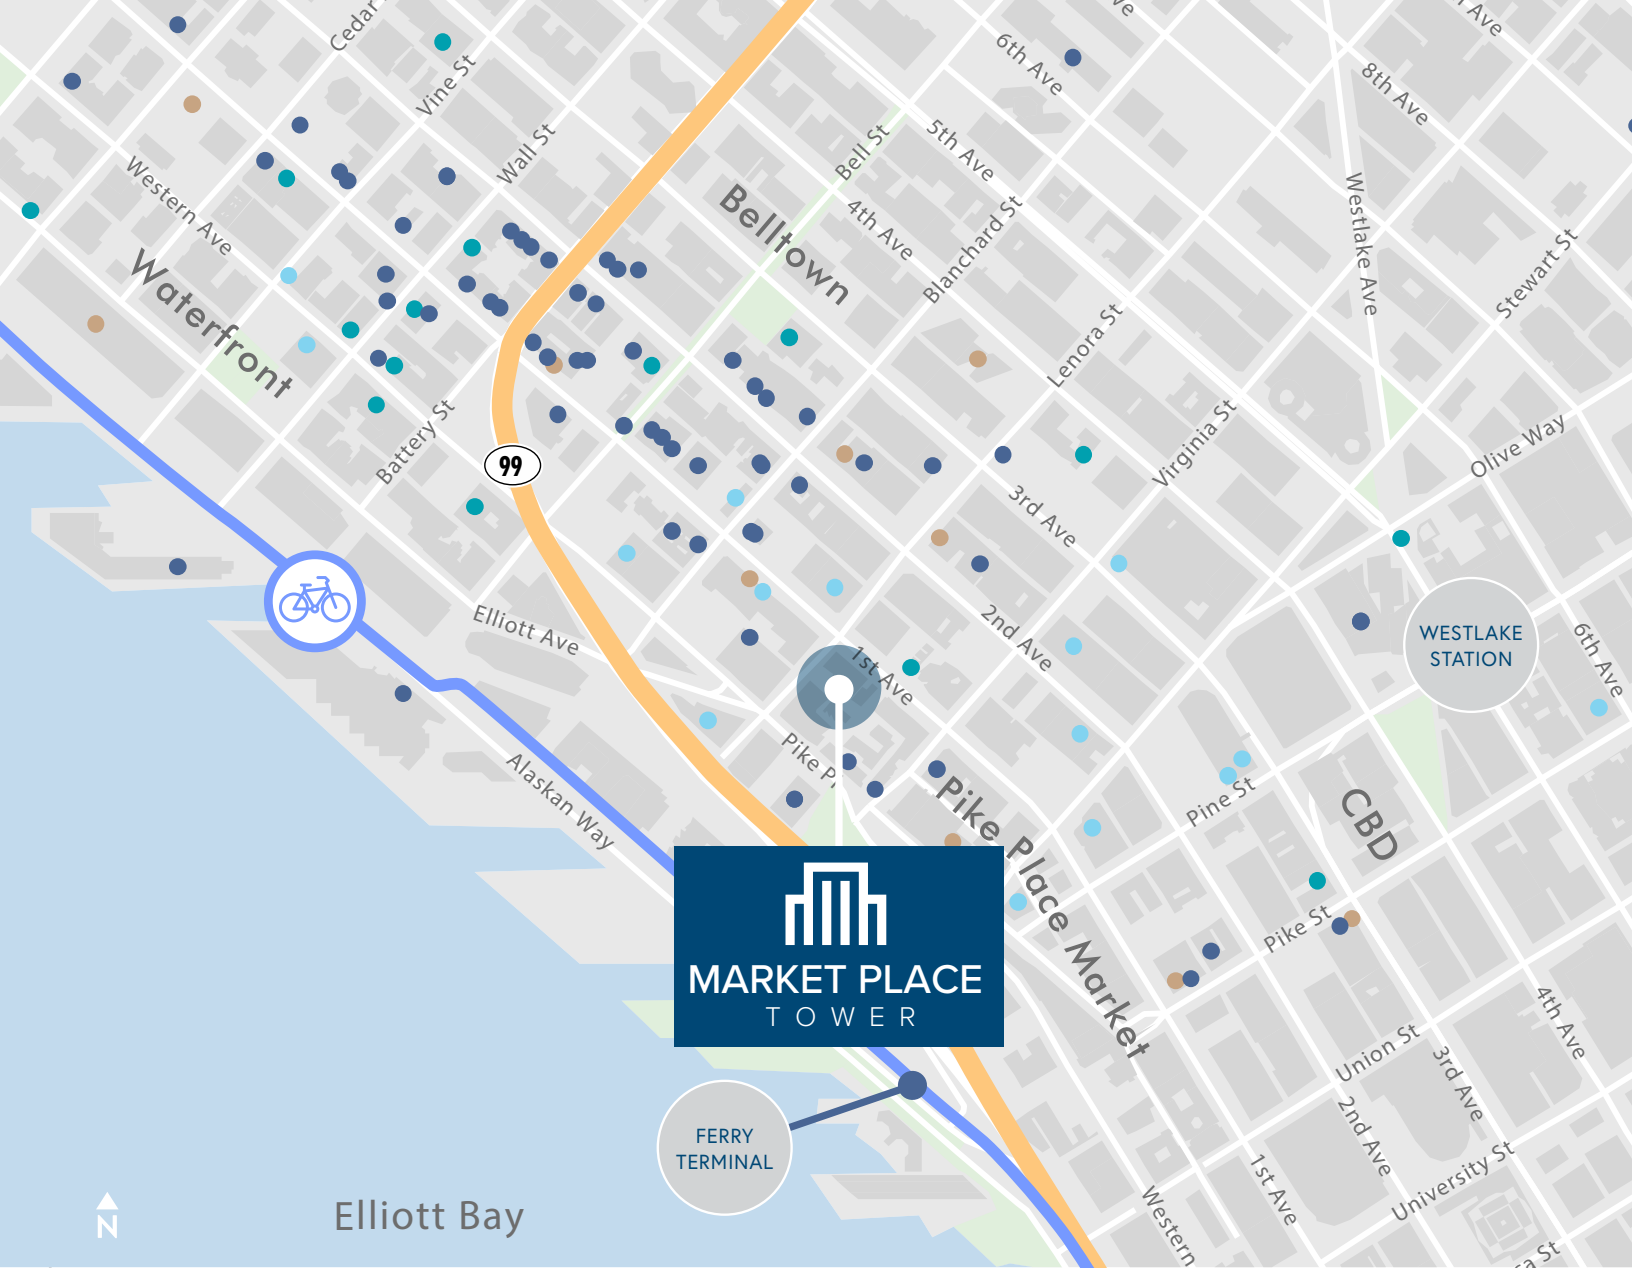 Cedar
Vine St
Wall St
6th Ave
8th Ave
Ave
Bell St
5th Ave
4th Ave
Belltown
Blanchard St
Westlake Ave
Stewart St
Western Ave
Waterfront
Lenora St
Virginia St
Olive Way
Battery St
99
3rd Ave
2nd Ave
Elliott Ave
1st Ave
WESTLAKE
STATION
6th Ave
Pike Pl
Alaskan Way
Pike Place Market
Pine St
CBD
Pike St
MARKET PLACE
TOWER
4th Ave
Union St
3rd Ave
2nd Ave
University St
1st Ave
Western
FERRY
TERMINAL
Elliott Bay
N